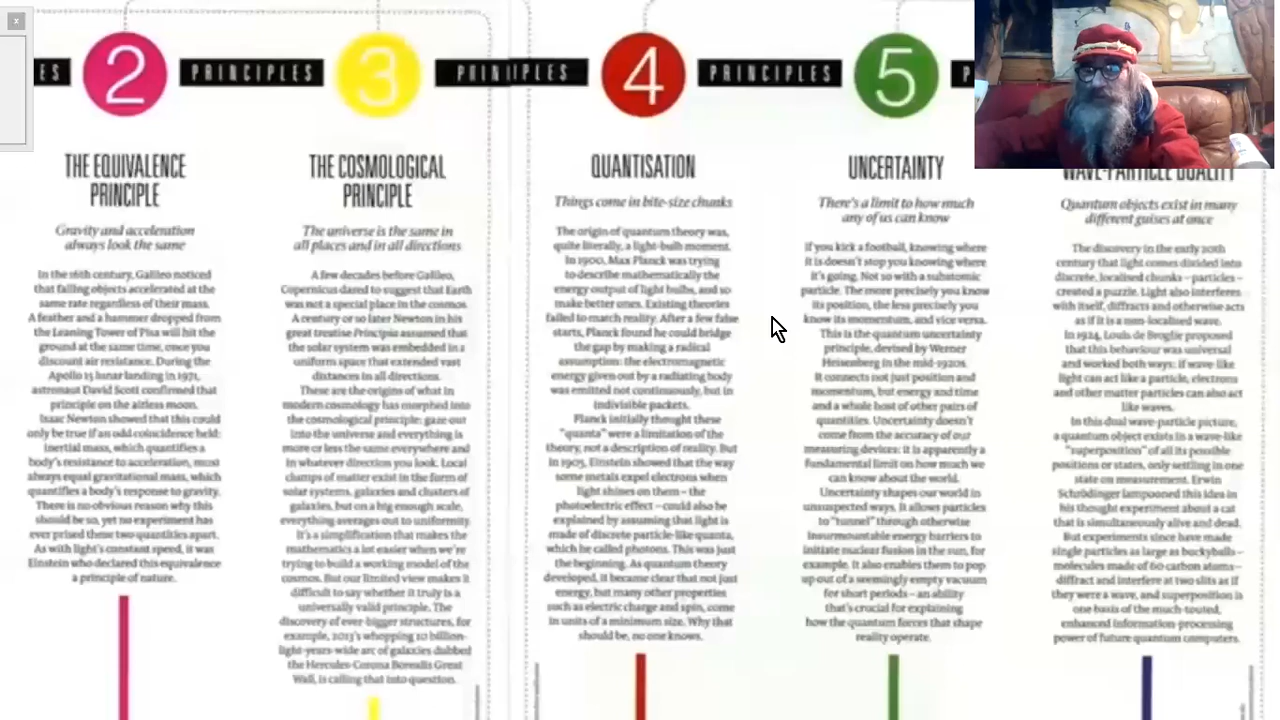 x
ES
2
PRINCIPLES
3
PRIN
IPLES
4
PRINCIPLES
5
P
THE EQUIVALENCE
PRINCIPLE
Gravity and acceleration
always look the same
In the 16th century, Galileo noticed
that falling objects accelerated at the
same rate regardless of their mass.
A feather and a hammer dropped from
the Leaning Tower of Pisa will hit the
ground at the same time, once you
discount air resistance. During the
Apollo 15 lunar landing in 1971,
astronaut David Scott confirmed that
principle on the airless moon.
Isaac Newton showed that this could
only be true if an odd coincidence held:
inertial mass, which quantifies a
body's resistance to acceleration, must
always equal gravitational mass, which
quantifies a body's response to gravity.
There is no obvious reason why this
should be so, yet no experiment has
ever prised these two quantities apart.
As with light's constant speed, it was
Einstein who declared this equivalence
a principle of nature.
THE COSMOLOGICAL
PRINCIPLE
The universe is the same in
all places and in all directions
A few decades before Galileo,
Copernicus dared to suggest that Earth
was not a special place in the cosmos.
A century or so later Newton in his
great treatise Principia assumed that
the solar system was embedded in a
uniform space that extended vast
distances in all directions.
These are the origins of what in
modern cosmology has morphed into
the cosmological principle: gaze out
into the universe and everything is
more or less the same everywhere and
in whatever direction you look. Local
clumps of matter exist in the form of
solar systems, galaxies and clusters of
galaxies, but on a big enough scale,
everything averages out to uniformity.
It's a simplification that makes the
mathematics a lot easier when we're
trying to build a working model of the
cosmos. But our limited view makes it
difficult to say whether it truly is a
universally valid principle. The
discovery of ever-bigger structures, for
example, 2013's whopping 10 billion-
light-years-wide arc of galaxies dubbed
the Hercules-Corona Borealis Great
Wall, is calling that into question.
QUANTISATION
Things come in bite-size chunks
The origin of quantum theory was,
quite literally, a light-bulb moment.
In 1900, Max Planck was trying
to describe mathematically the
energy output of light bulbs, and so
make better ones. Existing theories
failed to match reality. After a few false
starts, Planck found he could bridge
the gap by making a radical
assumption: the electromagnetic
energy given out by a radiating body
was emitted not continuously, but in
indivisible packets.
Planck initially thought these
"quanta" were a limitation of the
theory, not a description of reality. But
in 1905, Einstein showed that the way
some metals expel electrons when
light shines on them – the
photoelectric effect – could also be
explained by assuming that light is
made of discrete particle-like quanta,
which he called photons. This was just
the beginning. As quantum theory
developed, it became clear that not just
energy, but many other properties
such as electric charge and spin, come
in units of a minimum size. Why that
should be, no one knows.
UNCERTAINTY
There's a limit to how much
any of us can know
If you kick a football, knowing where
it is doesn't stop you knowing where
it's going. Not so with a subatomic
particle. The more precisely you know
its position, the less precisely you
know its momentum, and vice versa.
This is the quantum uncertainty
principle, devised by Werner
Heisenberg in the mid-1920s.
It connects not just position and
momentum, but energy and time
and a whole host of other pairs of
quantities. Uncertainty doesn't
come from the accuracy of our
measuring devices: it is apparently a
fundamental limit on how much we
can know about the world.
Uncertainty shapes our world in
unsuspected ways. It allows particles
to "tunnel" through otherwise
insurmountable energy barriers to
initiate nuclear fusion in the sun, for
example. It also enables them to pop
up out of a seemingly empty vacuum
for short periods – an ability
that's crucial for explaining
how the quantum forces that shape
reality operate.
WAVE-PARTICLE DUALITY
Quantum objects exist in many
different guises at once
The discovery in the early 20th
century that light comes divided into
discrete, localised chunks – particles –
created a puzzle. Light also interferes
with itself, diffracts and otherwise acts
as if it is a non-localised wave.
In 1924, Louis de Broglie proposed
that this behaviour was universal
and worked both ways: if wave-like
light can act like a particle, electrons
and other matter particles can also act
like waves.
In this dual wave-particle picture,
a quantum object exists in a wave-like
"superposition" of all its possible
positions or states, only settling in one
state on measurement. Erwin
Schrödinger lampooned this idea in
his thought experiment about a cat
that is simultaneously alive and dead.
But experiments since have made
single particles as large as buckyballs –
molecules made of 60 carbon atoms –
diffract and interfere at two slits as if
they were a wave, and superposition is
one basis of the much-touted,
enhanced information-processing
power of future quantum computers.